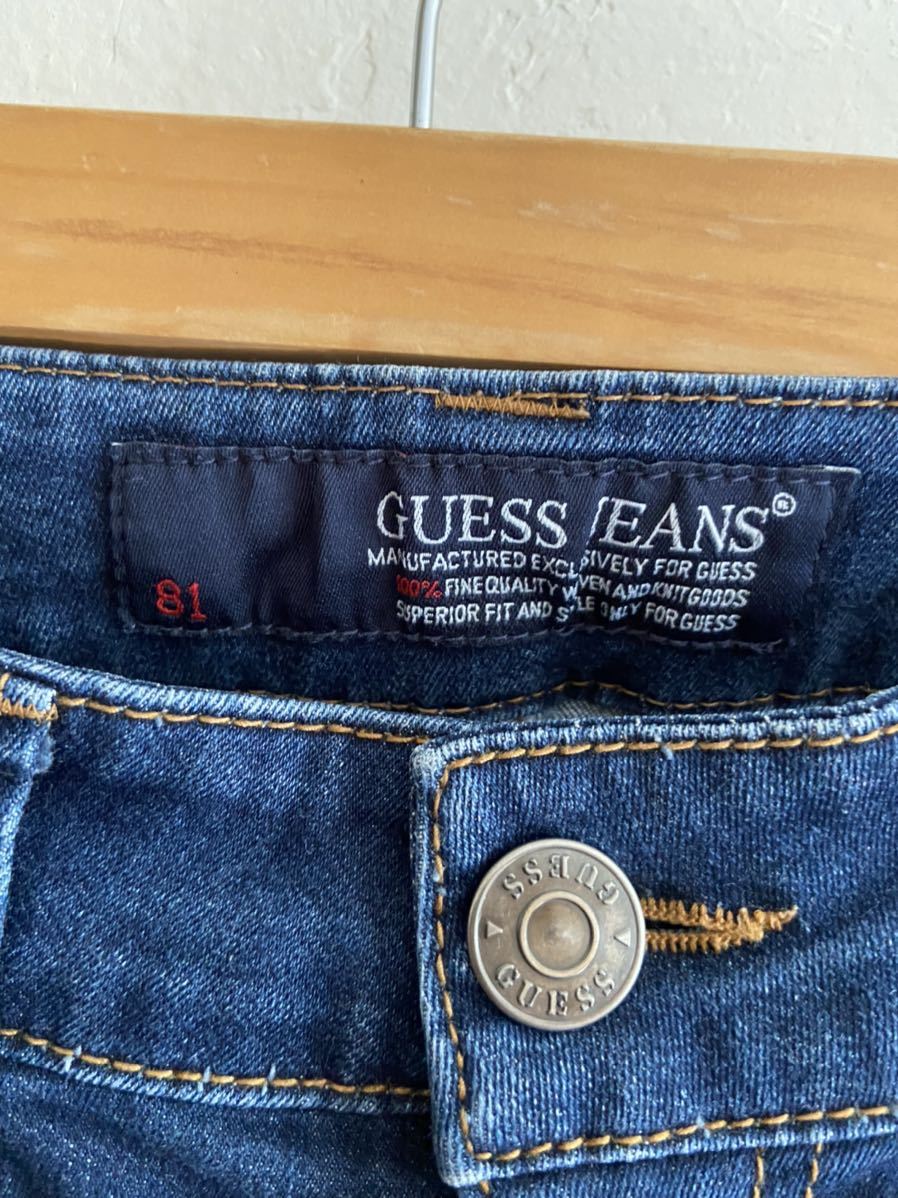 GUESS JEANS®
MANUFACTURED EXCLUSIVELY FOR GUESS
100% FINE QUALITY WOVEN AND KNIT GOODS
SUPERIOR FIT AND STYLE ONLY FOR GUESS
81
GUESS
GUESS